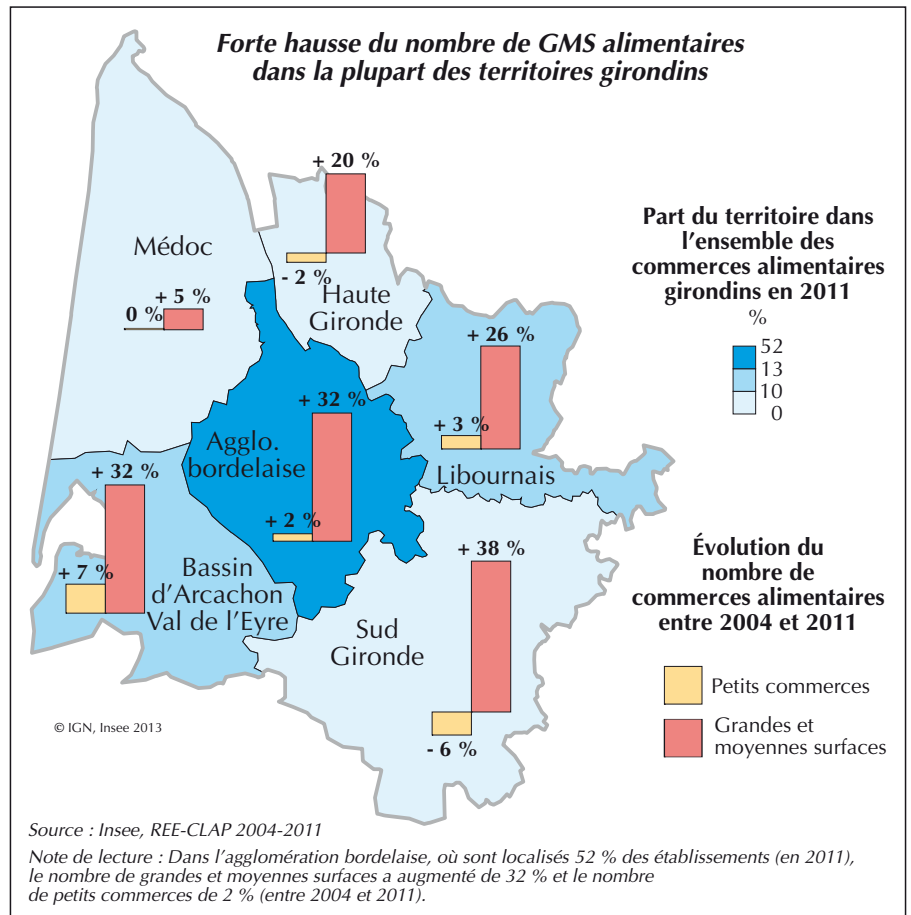 Forte hausse du nombre de GMS alimentaires
dans la plupart des territoires girondins
+ 20 %
- 2 %
Haute
Gironde
Médoc
+ 5 %
0 %
+ 26 %
+ 3 %
Libournais
+ 32 %
Agglo.
bordelaise
+ 2 %
+ 32 %
+ 7 %
Bassin
d'Arcachon
Val de l'Eyre
+ 38 %
Sud
Gironde
- 6 %
Part du territoire dans
l'ensemble des
commerces alimentaires
girondins en 2011
%
52
13
10
0
Évolution du
nombre de
commerces alimentaires
entre 2004 et 2011
Petits commerces
Grandes et
moyennes surfaces
© IGN, Insee 2013
Source : Insee, REE-CLAP 2004-2011
Note de lecture : Dans l'agglomération bordelaise, où sont localisés 52 % des établissements (en 2011),
le nombre de grandes et moyennes surfaces a augmenté de 32 % et le nombre
de petits commerces de 2 % (entre 2004 et 2011).